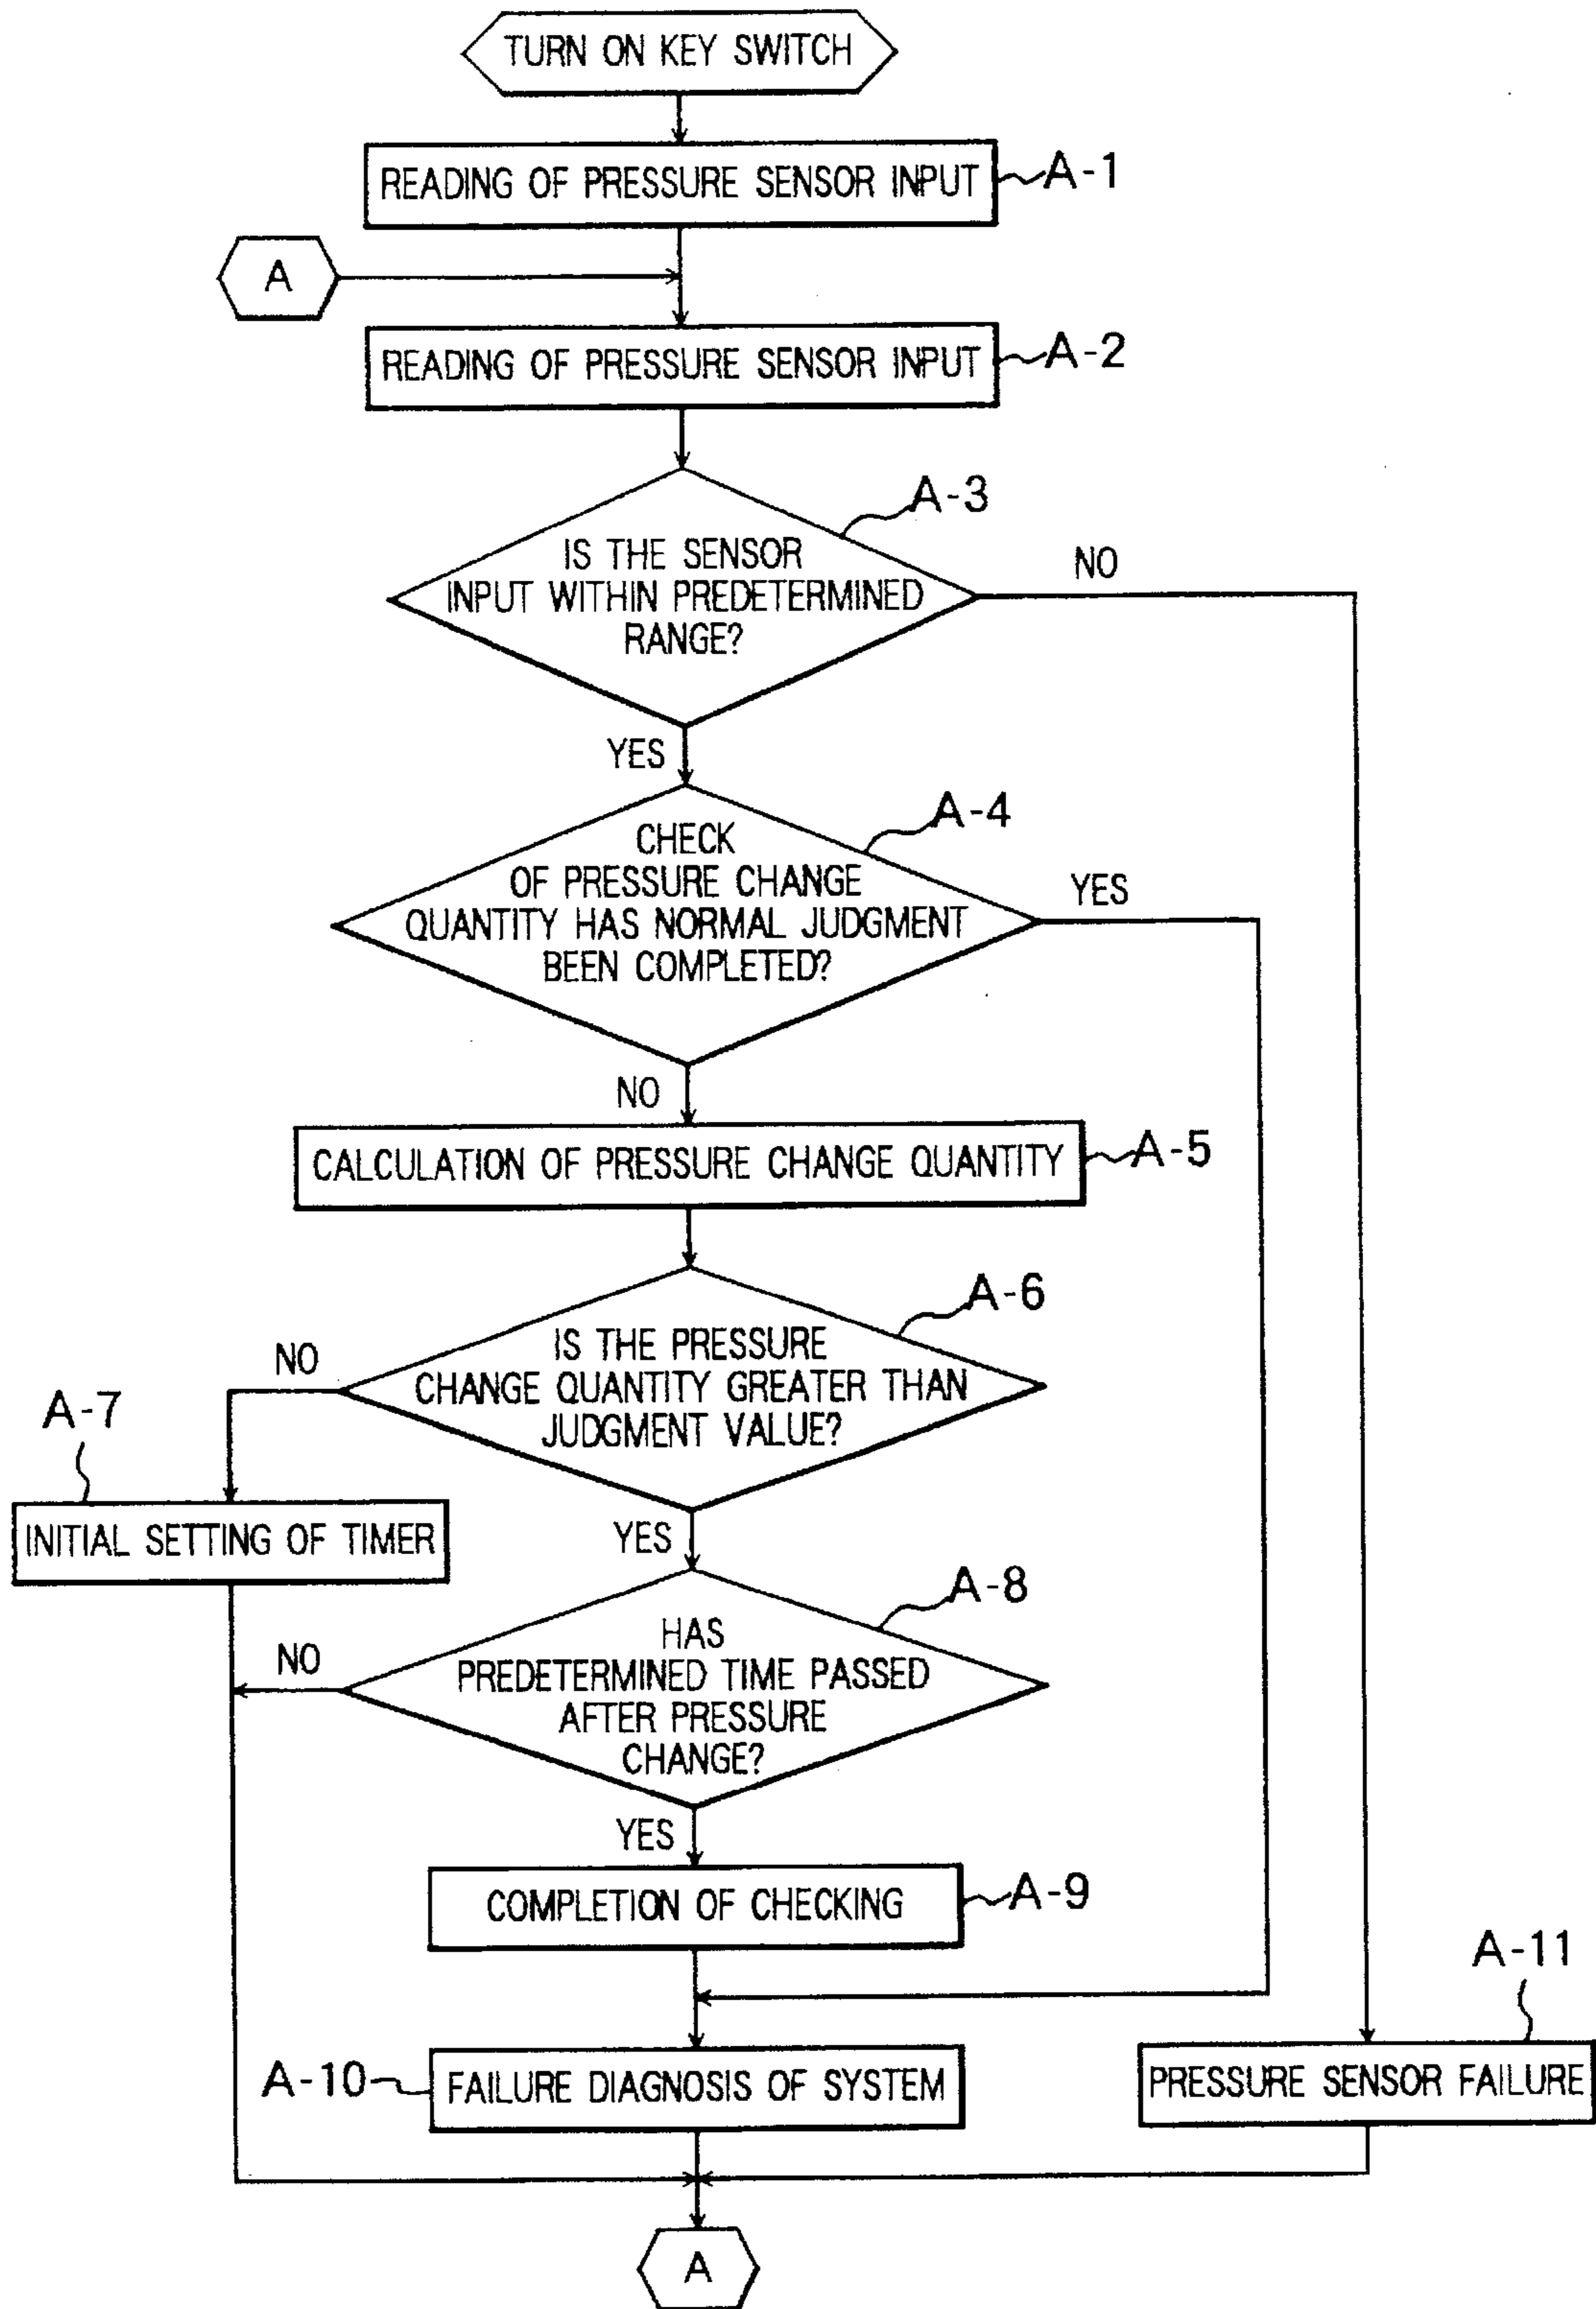 TURN ON KEY SWITCH
READING OF PRESSURE SENSOR INPUT
A-1
A
READING OF PRESSURE SENSOR INPUT
A-2
A-3
IS THE SENSOR
INPUT WITHIN PREDETERMINED
RANGE?
NO
YES
A-4
CHECK
OF PRESSURE CHANGE
QUANTITY HAS NORMAL JUDGMENT
BEEN COMPLETED?
YES
NO
CALCULATION OF PRESSURE CHANGE QUANTITY
A-5
A-6
IS THE PRESSURE
CHANGE QUANTITY GREATER THAN
JUDGMENT VALUE?
NO
A-7
INITIAL SETTING OF TIMER
YES
A-8
HAS
PREDETERMINED TIME PASSED
AFTER PRESSURE
CHANGE?
NO
YES
COMPLETION OF CHECKING
A-9
A-11
A-10
FAILURE DIAGNOSIS OF SYSTEM
PRESSURE SENSOR FAILURE
A